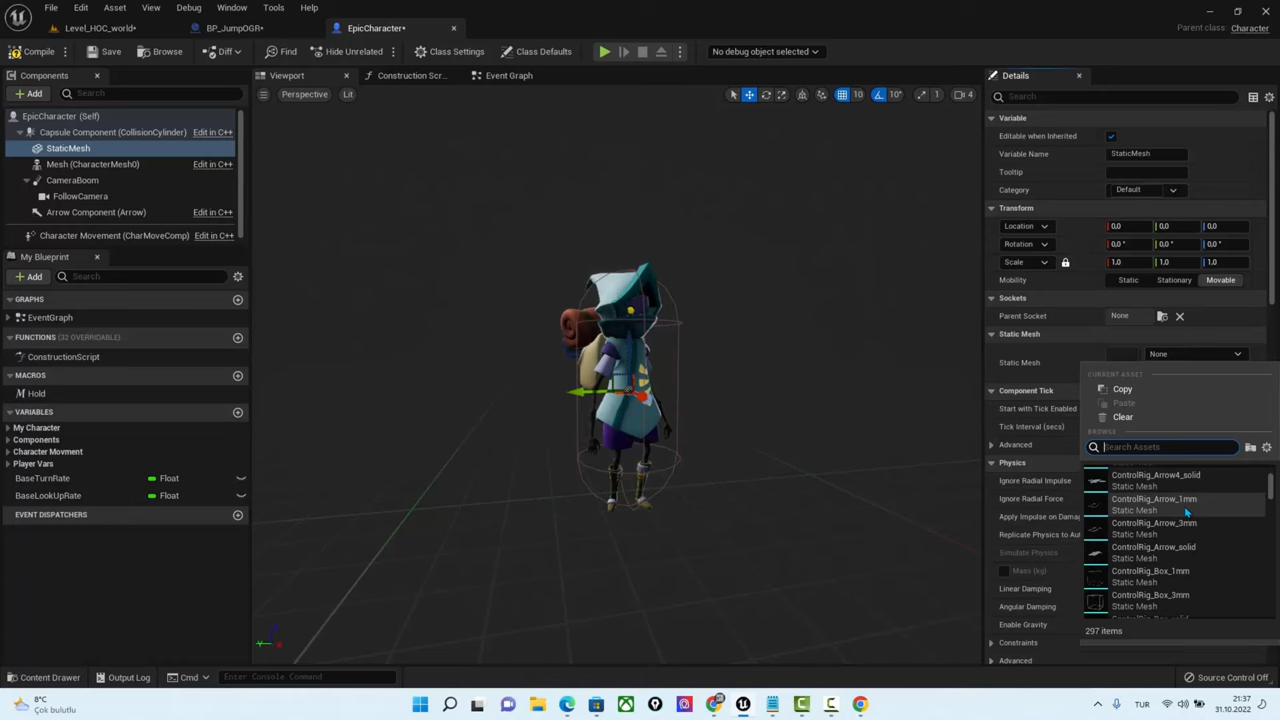 File Edit Asset View Debug Window Tools Help
Level_HOC_world• BP_JumpOGR• EpicCharacter• Parent class: Character
Compile Save Browse Diff Find Hide Unrelated Class Settings Class Defaults No debug object selected
Components Viewport Construction Scr... Event Graph Details
Add Search Perspective Lit 10 10° 1 4 Search
EpicCharacter (Self)
Capsule Component (CollisionCylinder) Edit in C++
StaticMesh
Mesh (CharacterMesh0) Edit in C++
CameraBoom
FollowCamera
Arrow Component (Arrow) Edit in C++
Character Movement (CharMoveComp) Edit in C++
My Blueprint
Add Search
GRAPHS
EventGraph
FUNCTIONS (32 OVERRIDABLE)
ConstructionScript
MACROS
Hold
VARIABLES
My Character
Components
Character Movment
Player Vars
BaseTurnRate Float
BaseLookUpRate Float
EVENT DISPATCHERS
Variable
Editable when Inherited
Variable Name StaticMesh
Tooltip
Category Default
Transform
Location 0,0 0,0 0,0
Rotation 0,0 ° 0,0 ° 0,0 °
Scale 1,0 1,0 1,0
Mobility Static Stationary Movable
Sockets
Parent Socket None
Static Mesh
Static Mesh None
Component Tick
Start with Tick Enabled
Tick Interval (secs)
Advanced
Physics
Ignore Radial Impulse
Ignore Radial Force
Apply Impulse on Damag
Replicate Physics to Aut
Simulate Physics
Mass (kg)
Linear Damping
Angular Damping
Enable Gravity
Constraints
Advanced
CURRENT ASSET
Copy
Paste
Clear
BROWSE
Search Assets
ControlRig_Arrow4_solid
Static Mesh
ControlRig_Arrow_1mm
Static Mesh
ControlRig_Arrow_3mm
Static Mesh
ControlRig_Arrow_solid
Static Mesh
ControlRig_Box_1mm
Static Mesh
ControlRig_Box_3mm
Static Mesh
297 items
Content Drawer Output Log Cmd Enter Console Command Source Control Off
8°C
Çok bulutlu
TUR
21:37
31.10.2022